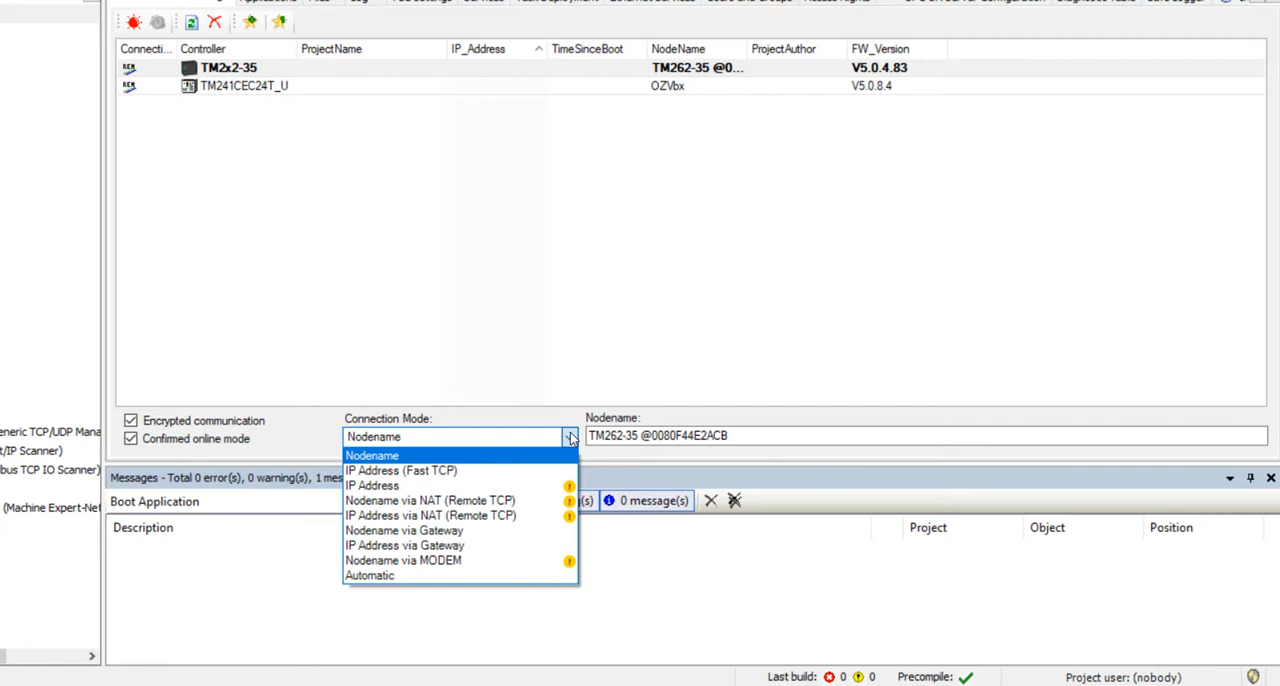 Connecti... Controller ProjectName IP_Address TimeSinceBoot NodeName ProjectAuthor FW_Version
TM2x2-35 TM262-35 @0... V5.0.4.83
TM241CEC24T_U OZVbx V5.0.8.4
Encrypted communication
Confirmed online mode
Connection Mode:
Nodename
Nodename:
TM262-35 @0080F44E2ACB
Nodename
IP Address (Fast TCP)
IP Address
Nodename via NAT (Remote TCP)
IP Address via NAT (Remote TCP)
Nodename via Gateway
IP Address via Gateway
Nodename via MODEM
Automatic
eneric TCP/UDP Mana
t/IP Scanner)
bus TCP IO Scanner)
(Machine Expert-Net
Messages - Total 0 error(s), 0 warning(s), 1 mes
Boot Application
(s) 0 message(s)
Description Project Object Position
Last build: 0 0 Precompile: Project user: (nobody)